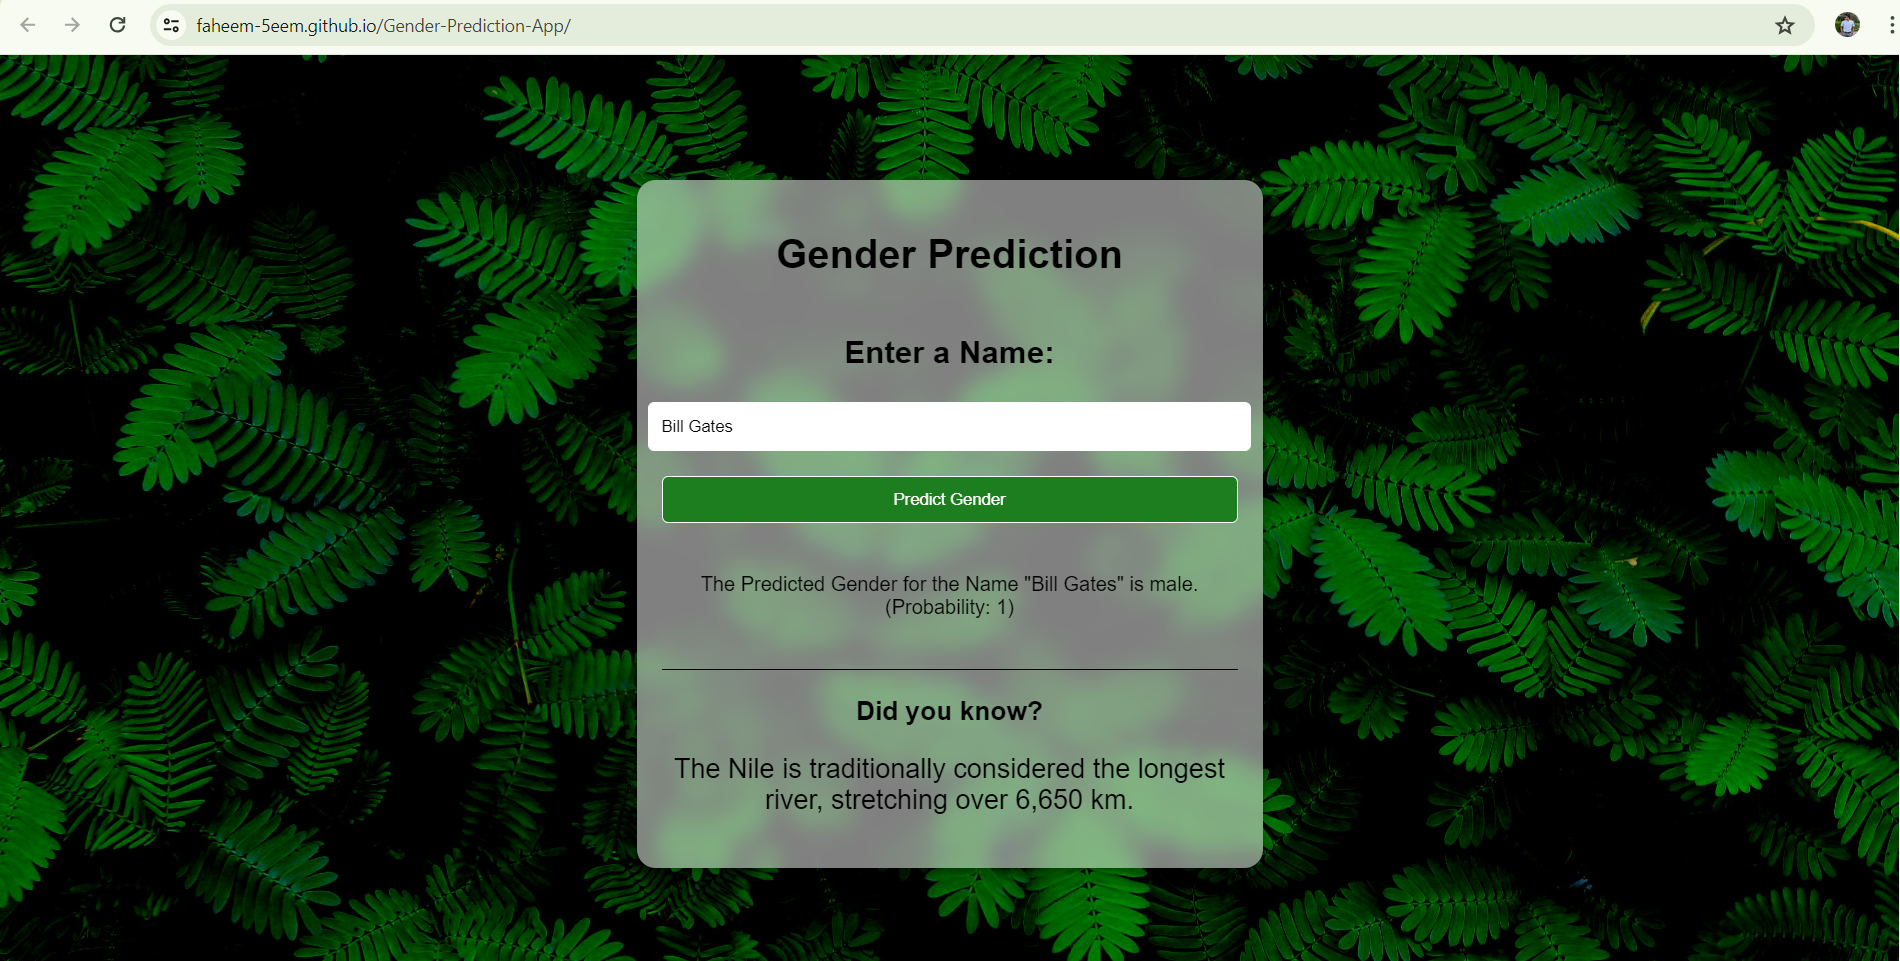 faheem-5eem.github.io/Gender-Prediction-App/
Gender Prediction
Enter a Name:
Bill Gates
Predict Gender
The Predicted Gender for the Name "Bill Gates" is male.
(Probability: 1)
Did you know?
The Nile is traditionally considered the longest
river, stretching over 6,650 km.